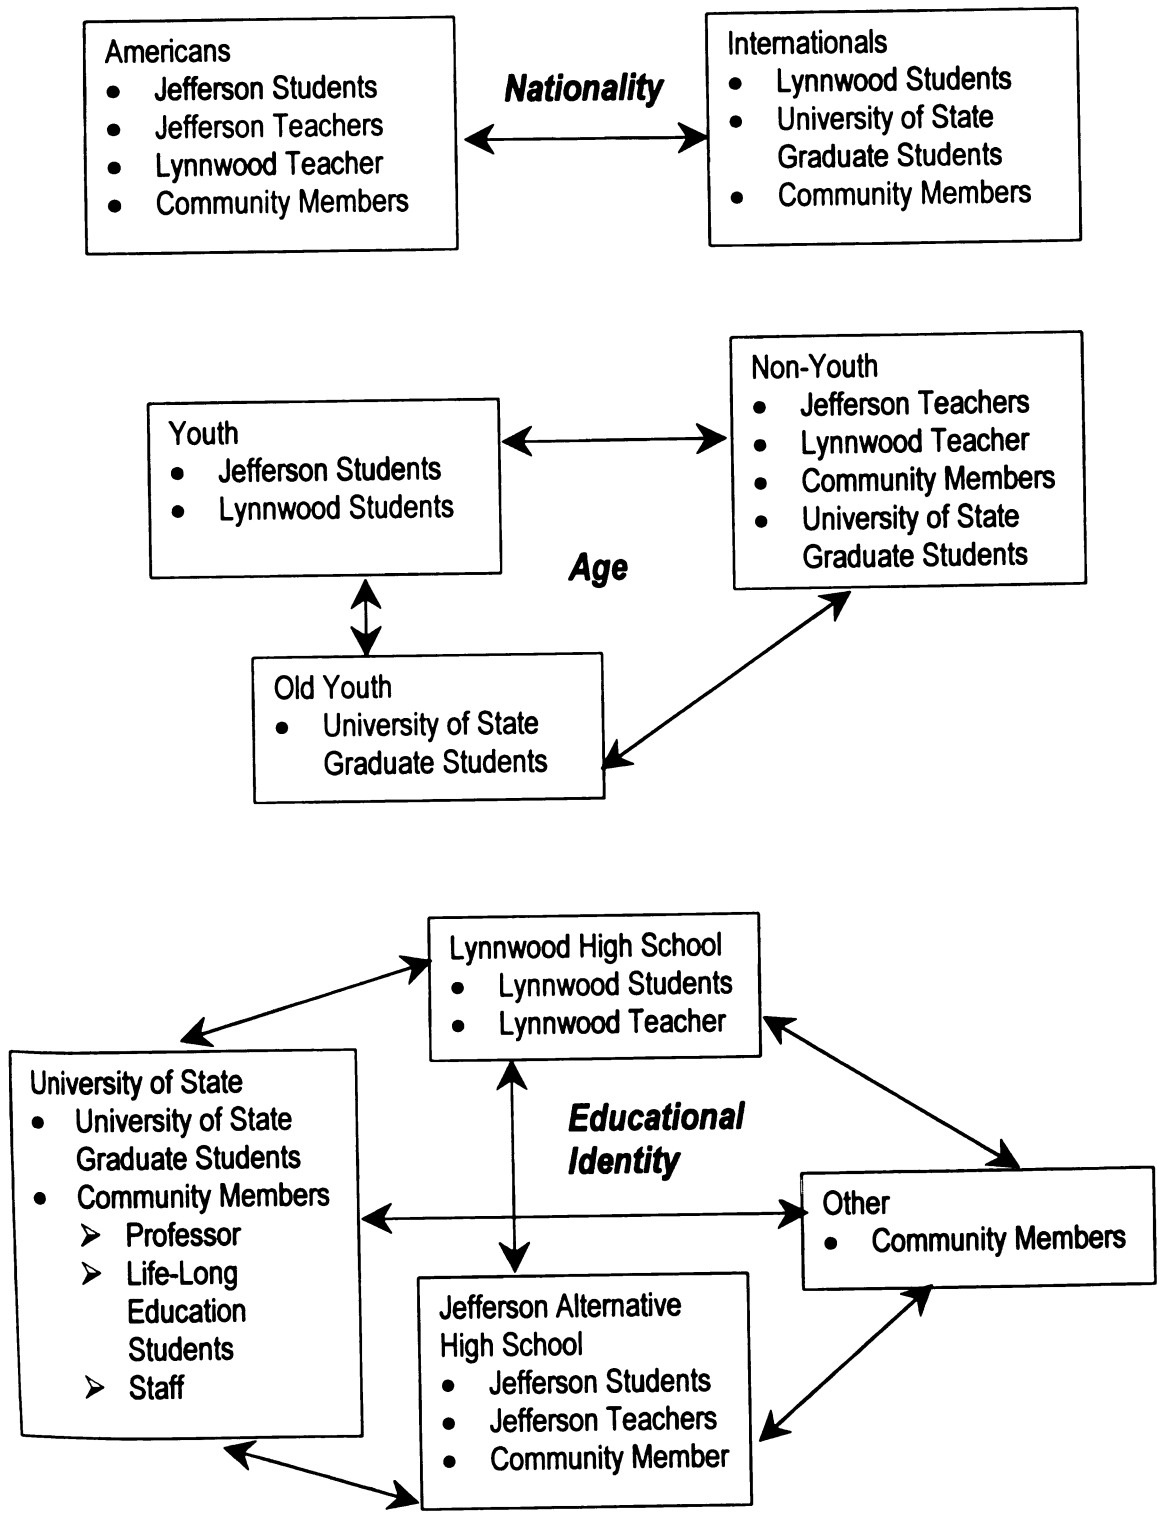 Americans
• Jefferson Students
• Jefferson Teachers
• Lynnwood Teacher
• Community Members
Nationality
Internationals
• Lynnwood Students
• University of State
Graduate Students
• Community Members
Youth
• Jefferson Students
• Lynnwood Students
Non-Youth
• Jefferson Teachers
• Lynnwood Teacher
• Community Members
• University of State
Graduate Students
Age
Old Youth
• University of State
Graduate Students
Lynnwood High School
• Lynnwood Students
• Lynnwood Teacher
University of State
• University of State
Graduate Students
• Community Members
➢ Professor
➢ Life-Long
Education
Students
➢ Staff
Educational
Identity
Other
• Community Members
Jefferson Alternative
High School
• Jefferson Students
• Jefferson Teachers
• Community Member